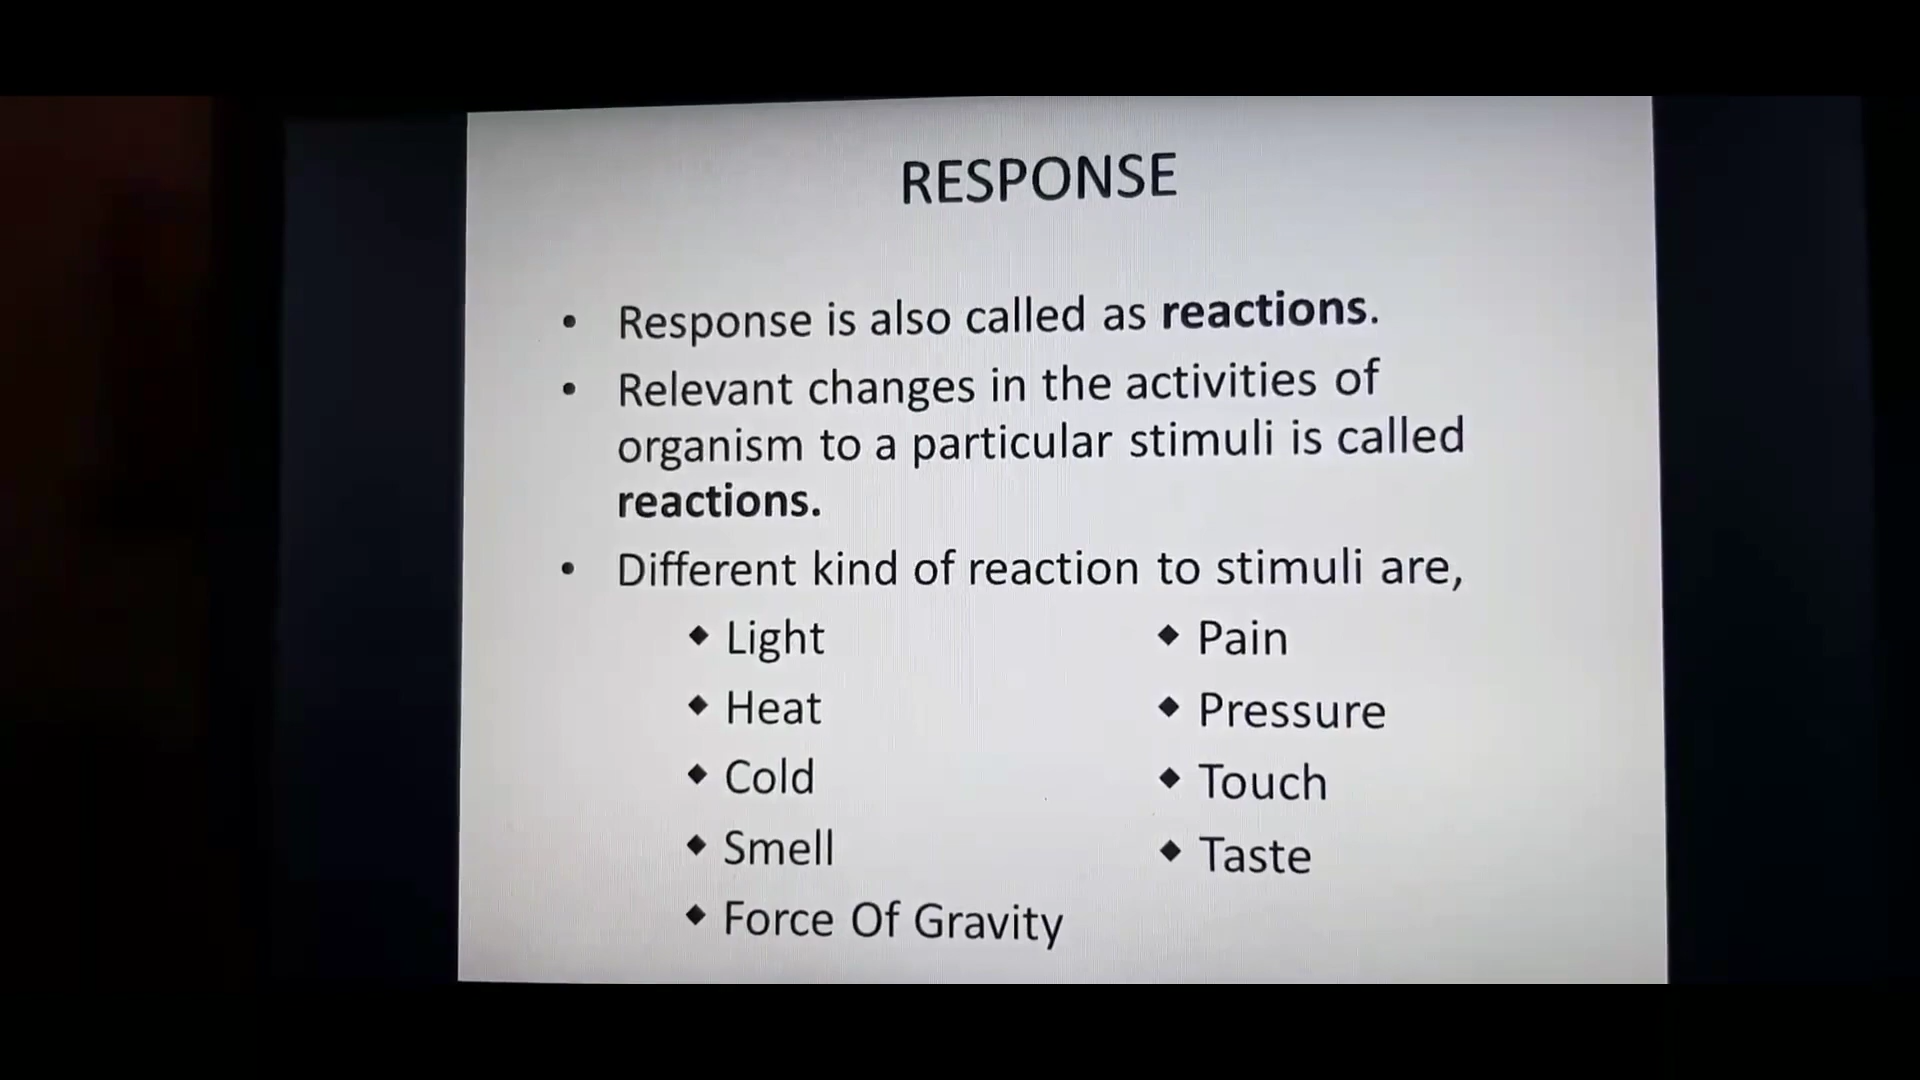 RESPONSE
• Response is also called as reactions.
• Relevant changes in the activities of
organism to a particular stimuli is called
reactions.
• Different kind of reaction to stimuli are,
◆ Light
◆ Heat
◆ Cold
◆ Smell
◆ Force Of Gravity
◆ Pain
◆ Pressure
◆ Touch
◆ Taste